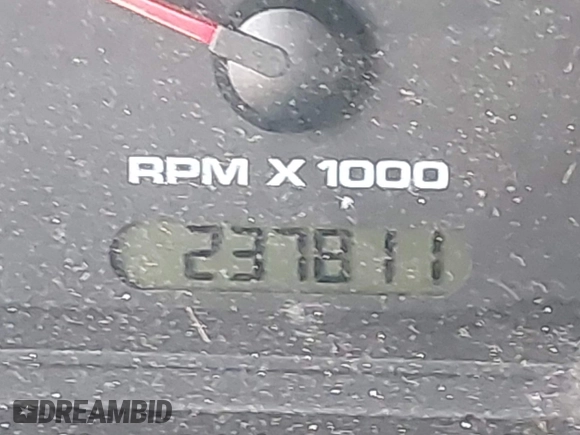 RPM X 1000
237811
DREAMBID